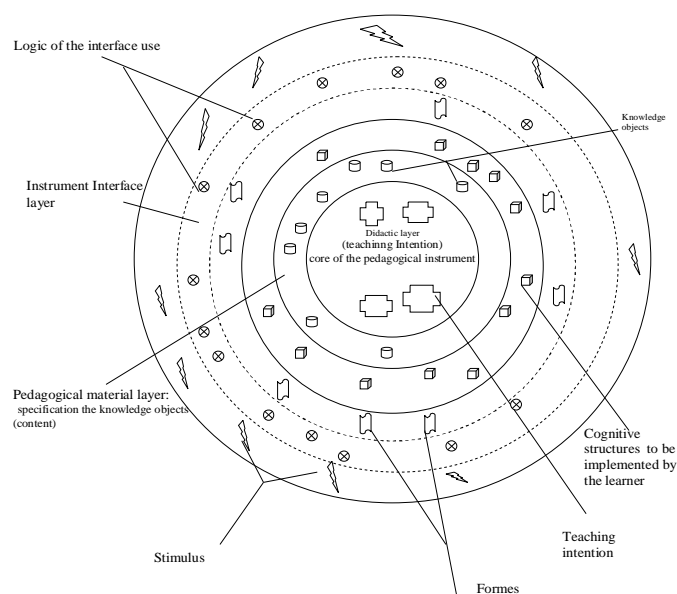 Logic of the interface use
Knowledge
objects
Instrument Interface
layer
Didactic layer
(teachinng Intention)
core of the pedagogical instrument
Pedagogical material layer:
specification the knowledge objects
(content)
Cognitive
structures to be
implemented by
the learner
Teaching
intention
Stimulus
Formes